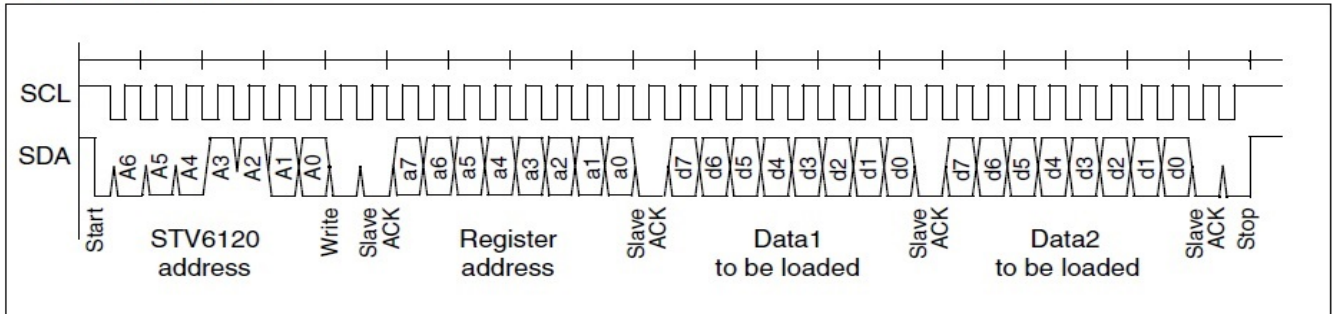 SCL
SDA
A6 A5 A4 A3 A2 A1 A0 a7 a6 a5 a4 a3 a2 a1 a0 d7 d6 d5 d4 d3 d2 d1 d0 d7 d6 d5 d4 d3 d2 d1 d0
Start
STV6120
address
Write
Slave
ACK
Register
address
Slave
ACK
Data1
to be loaded
Slave
ACK
Data2
to be loaded
Slave
ACK
Stop